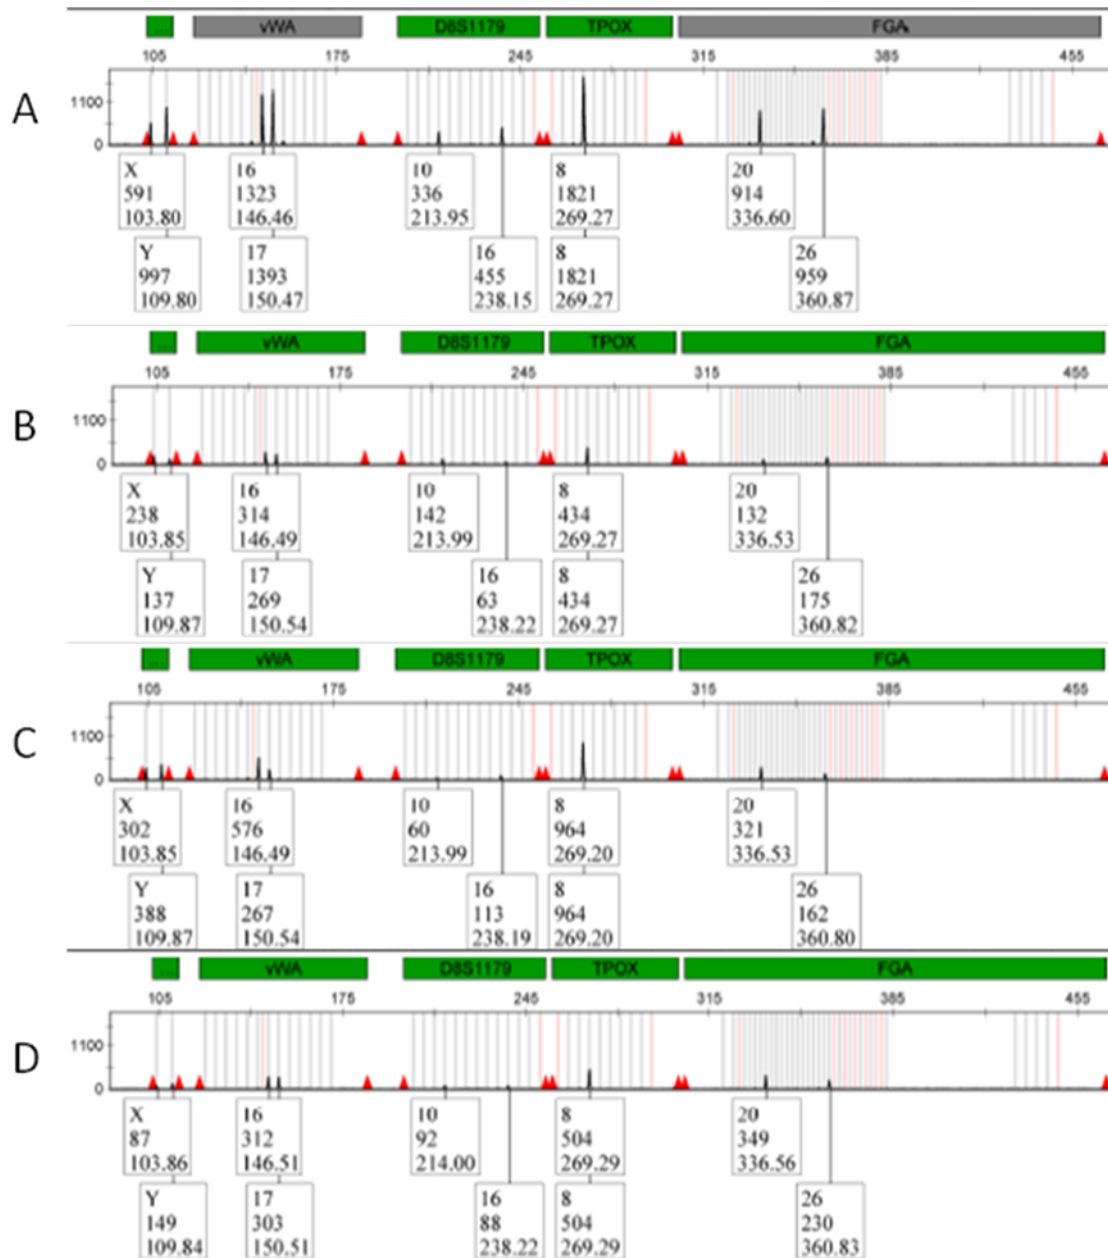 ... vWA D8S1179 TPOX FGA
105 175 245 315 385 455
A
1100
0
X 16 10 8 20
591 1323 336 1821 914
103.80 146.46 213.95 269.27 336.60
Y 17 16 8 26
997 1393 455 1821 959
109.80 150.47 238.15 269.27 360.87
... vWA D8S1179 TPOX FGA
105 175 245 315 385 455
B
1100
0
X 16 10 8 20
238 314 142 434 132
103.85 146.49 213.99 269.27 336.53
Y 17 16 8 26
137 269 63 434 175
109.87 150.54 238.22 269.27 360.82
... vWA D8S1179 TPOX FGA
105 175 245 315 385 455
C
1100
0
X 16 10 8 20
302 576 60 964 321
103.85 146.49 213.99 269.20 336.53
Y 17 16 8 26
388 267 113 964 162
109.87 150.54 238.19 269.20 360.80
... vWA D8S1179 TPOX FGA
105 175 245 315 385 455
D
1100
0
X 16 10 8 20
87 312 92 504 349
103.86 146.51 214.00 269.29 336.56
Y 17 16 8 26
149 303 88 504 230
109.84 150.51 238.22 269.29 360.83